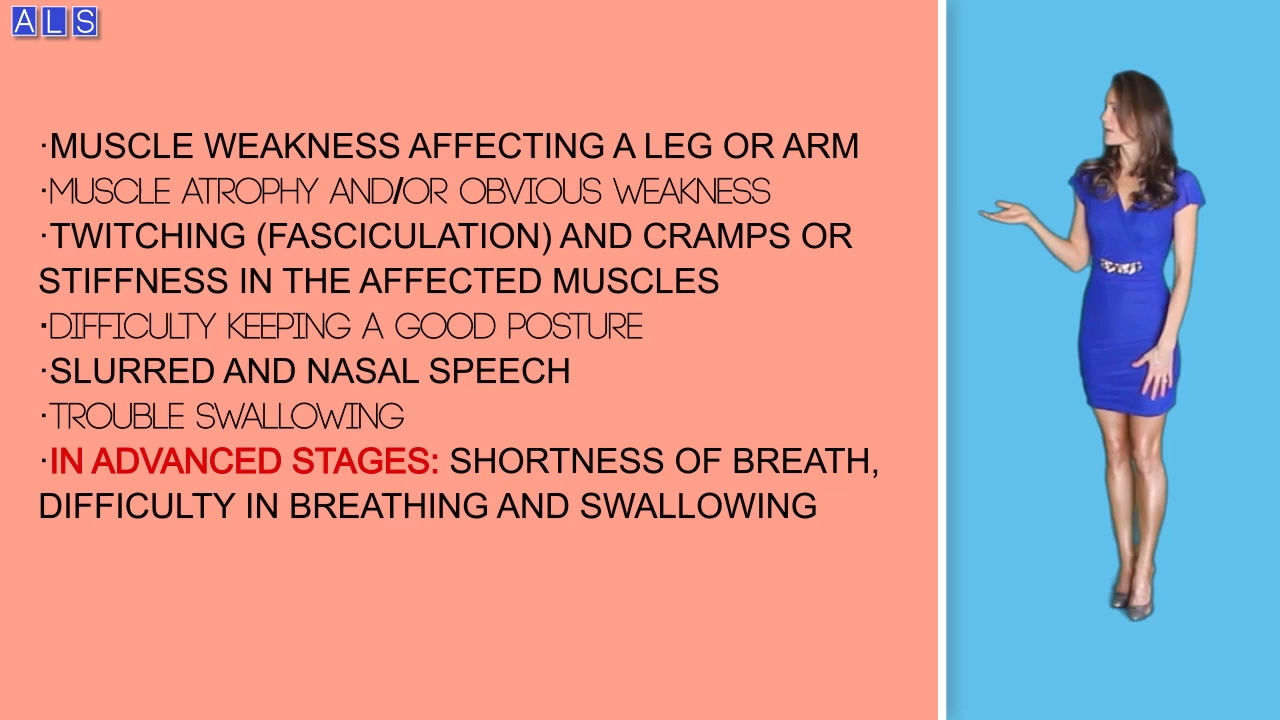 ALS
·MUSCLE WEAKNESS AFFECTING A LEG OR ARM
·MUSCLE ATROPHY AND/OR OBVIOUS WEAKNESS
·TWITCHING (FASCICULATION) AND CRAMPS OR
STIFFNESS IN THE AFFECTED MUSCLES
·DIFFICULTY KEEPING A GOOD POSTURE
·SLURRED AND NASAL SPEECH
·TROUBLE SWALLOWING
·IN ADVANCED STAGES: SHORTNESS OF BREATH,
DIFFICULTY IN BREATHING AND SWALLOWING